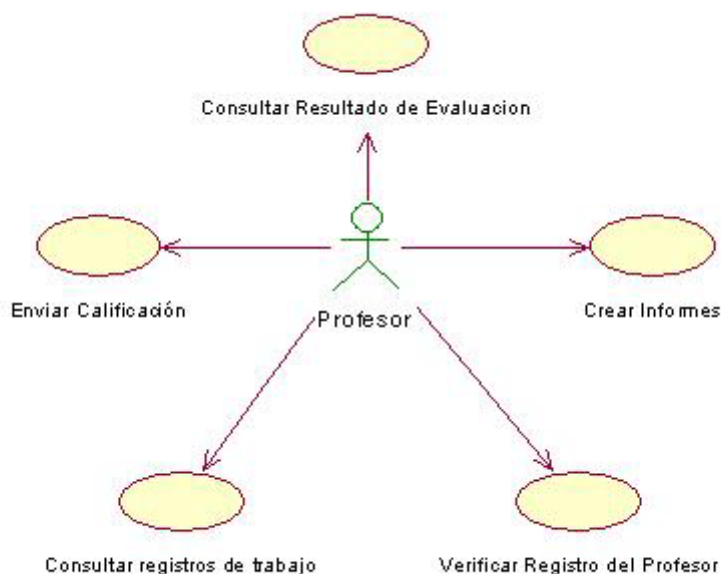 Consultar Resultado de Evaluacion
Enviar Calificación
Profesor
Crear Informes
Consultar registros de trabajo
Verificar Registro del Profesor